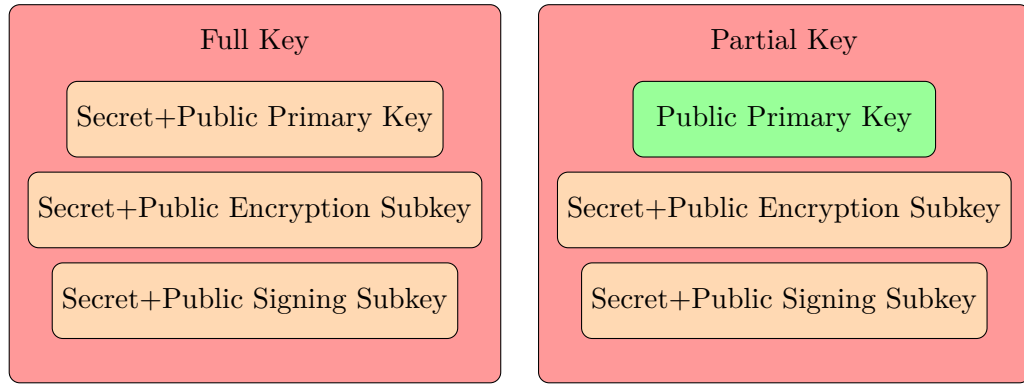 Full Key
Secret+Public Primary Key
Secret+Public Encryption Subkey
Secret+Public Signing Subkey
Partial Key
Public Primary Key
Secret+Public Encryption Subkey
Secret+Public Signing Subkey